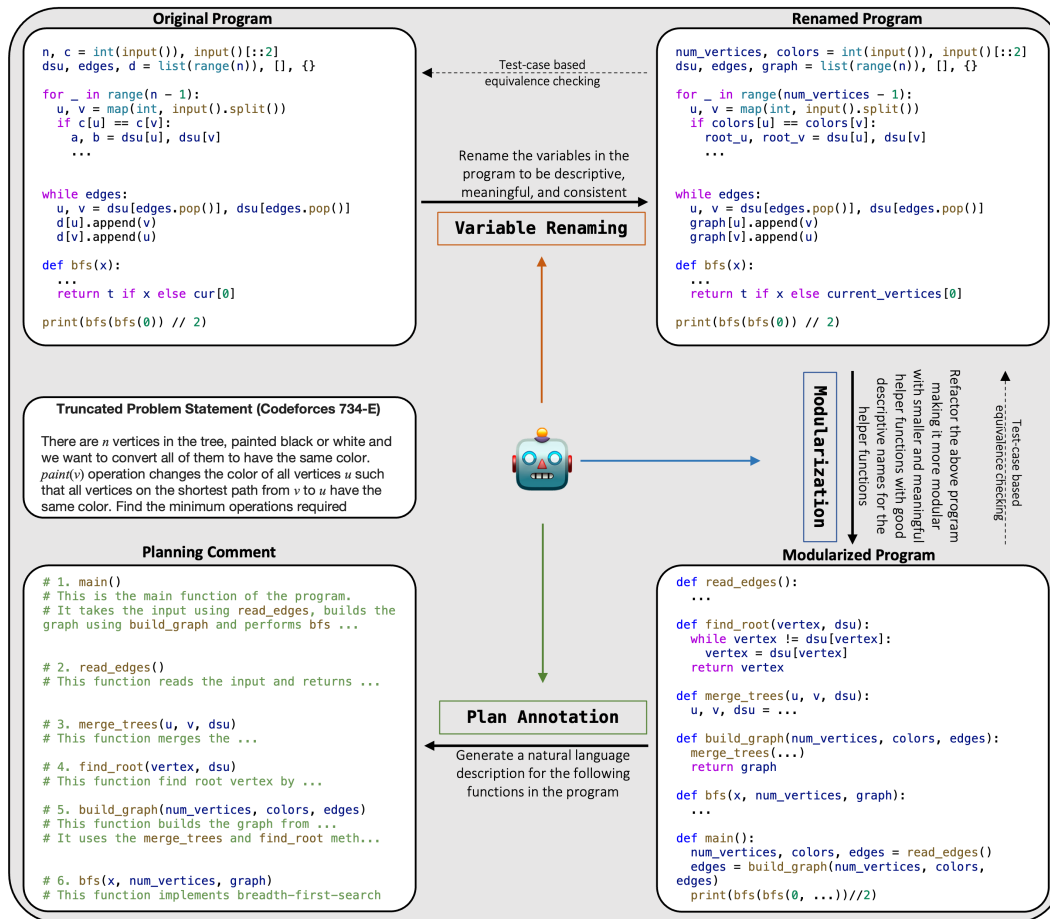 Original Program
n, c = int(input()), input()[::2]
dsu, edges, d = list(range(n)), [], {}
for _ in range(n - 1):
  u, v = map(int, input().split())
  if c[u] == c[v]:
    a, b = dsu[u], dsu[v]
    ...
while edges:
  u, v = dsu[edges.pop()], dsu[edges.pop()]
  d[u].append(v)
  d[v].append(u)
def bfs(x):
  ...
  return t if x else cur[0]
print(bfs(bfs(0)) // 2)
Test-case based
equivalence checking
Rename the variables in the
program to be descriptive,
meaningful, and consistent
Variable Renaming
Renamed Program
num_vertices, colors = int(input()), input()[::2]
dsu, edges, graph = list(range(n)), [], {}
for _ in range(num_vertices - 1):
  u, v = map(int, input().split())
  if colors[u] == colors[v]:
    root_u, root_v = dsu[u], dsu[v]
    ...
while edges:
  u, v = dsu[edges.pop()], dsu[edges.pop()]
  graph[u].append(v)
  graph[v].append(u)
def bfs(x):
  ...
  return t if x else current_vertices[0]
print(bfs(bfs(0)) // 2)
Truncated Problem Statement (Codeforces 734-E)
There are n vertices in the tree, painted black or white and
we want to convert all of them to have the same color.
paint(v) operation changes the color of all vertices u such
that all vertices on the shortest path from v to u have the
same color. Find the minimum operations required
Modularization
Refactor the above program
making it more modular
with smaller and meaningful
helper functions with good
descriptive names for the
helper functions
Test-case based
equivalence checking
Modularized Program
def read_edges():
  ...
def find_root(vertex, dsu):
  while vertex != dsu[vertex]:
    vertex = dsu[vertex]
  return vertex
def merge_trees(u, v, dsu):
  u, v, dsu = ...
def build_graph(num_vertices, colors, edges):
  merge_trees(...)
  return graph
def bfs(x, num_vertices, graph):
  ...
def main():
  num_vertices, colors, edges = read_edges()
  edges = build_graph(num_vertices, colors,
edges)
  print(bfs(bfs(0, ...))//2)
Plan Annotation
Generate a natural language
description for the following
functions in the program
Planning Comment
# 1. main()
# This is the main function of the program.
# It takes the input using read_edges, builds the
graph using build_graph and performs bfs ...
# 2. read_edges()
# This function reads the input and returns ...
# 3. merge_trees(u, v, dsu)
# This function merges the ...
# 4. find_root(vertex, dsu)
# This function find root vertex by ...
# 5. build_graph(num_vertices, colors, edges)
# This function builds the graph from ...
# It uses the merge_trees and find_root meth...
# 6. bfs(x, num_vertices, graph)
# This function implements breadth-first-search